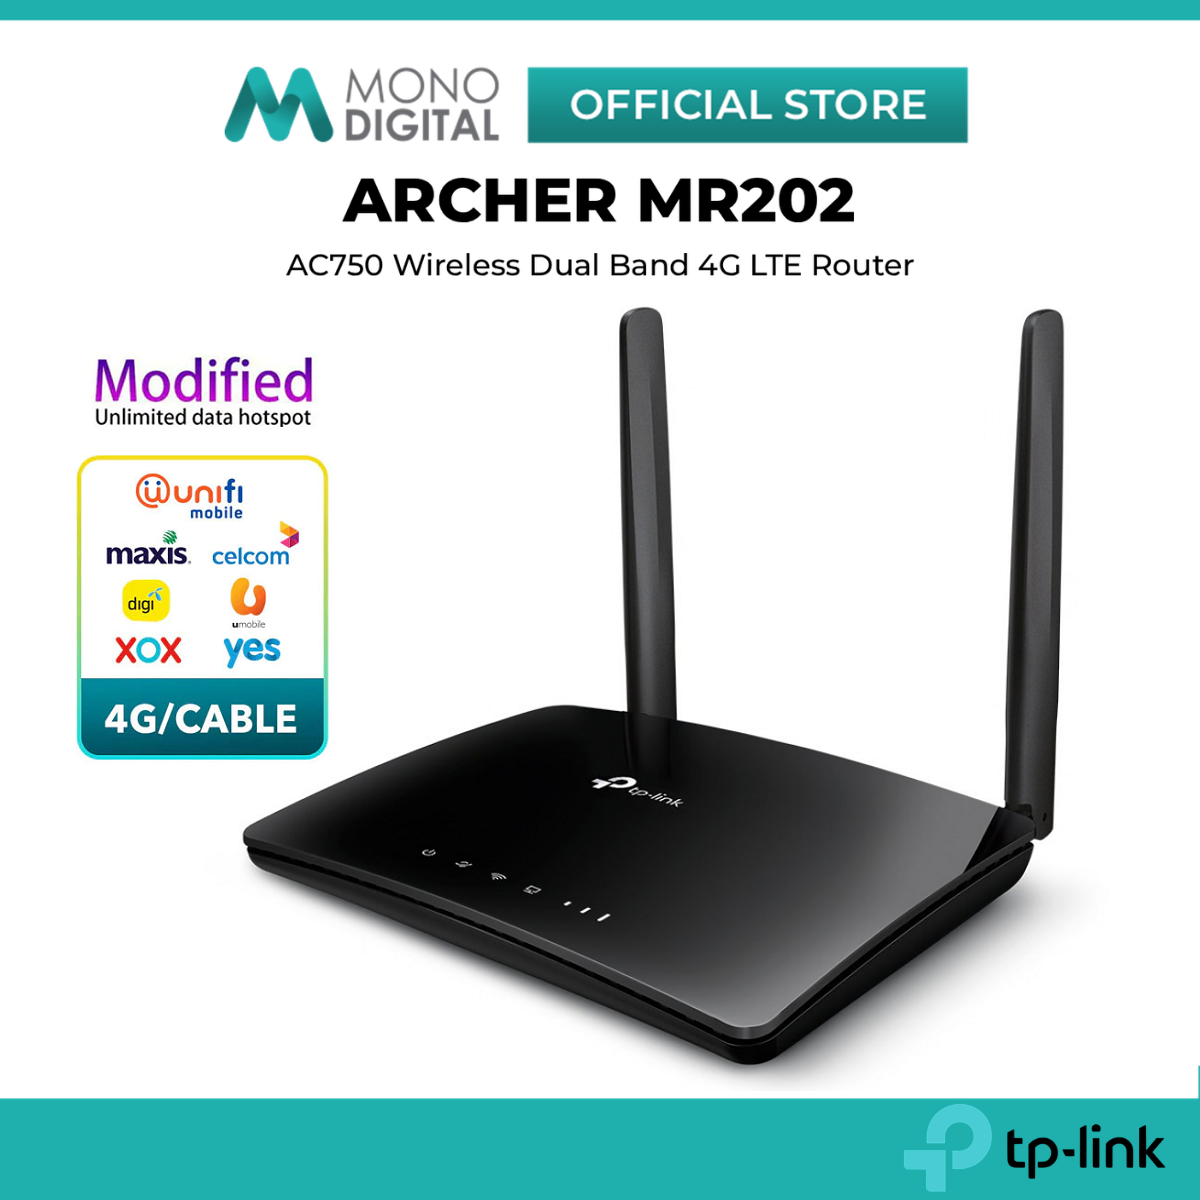 MONO
DIGITAL
OFFICIAL STORE
ARCHER MR202
AC750 Wireless Dual Band 4G LTE Router
Modified
Unlimited data hotspot
unifi
mobile
maxis.
celcom
digi
umobile
XOX
yes
4G/CABLE
tp-link
tp-link